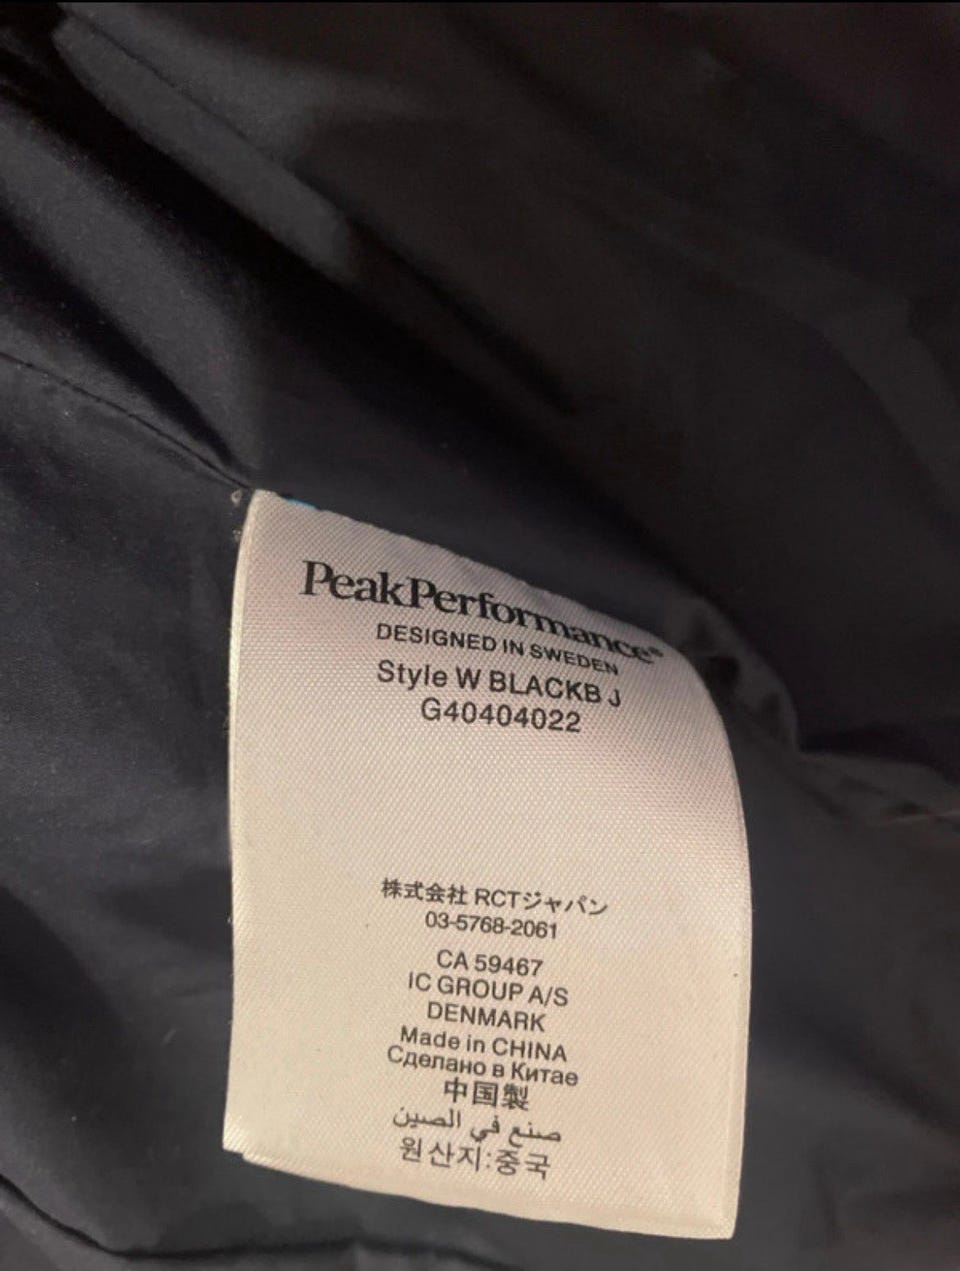 PeakPerformance®
DESIGNED IN SWEDEN
Style W BLACKB J
G40404022
株式会社 RCTジャパン
03-5768-2061
CA 59467
IC GROUP A/S
DENMARK
Made in CHINA
Сделано в Китае
中国製
صنع في الصين
원산지:중국